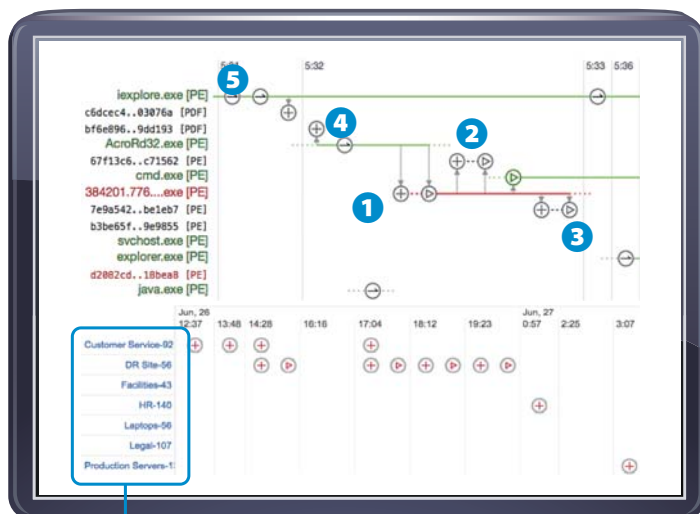 5:32 5:33 5:36
5
iexplore.exe [PE]
c6dcec4..03076a [PDF]
bf6e896..9dd193 [PDF]
4
AcroRd32.exe [PE]
2
67f13c6..c71562 [PE]
cmd.exe [PE]
384201.776....exe [PE]
1
7e9a542..be1eb7 [PE]
3
b3be65f..9e9855 [PE]
svchost.exe [PE]
explorer.exe [PE]
d2082cd..18bea8 [PE]
java.exe [PE]
Jun, 26 Jun, 27
12:37 13:48 14:28 16:16 17:04 18:12 19:23 0:57 2:25 3:07
Customer Service-92
DR Site-56
Facilities-43
HR-140
Laptops-56
Legal-107
Production Servers-1